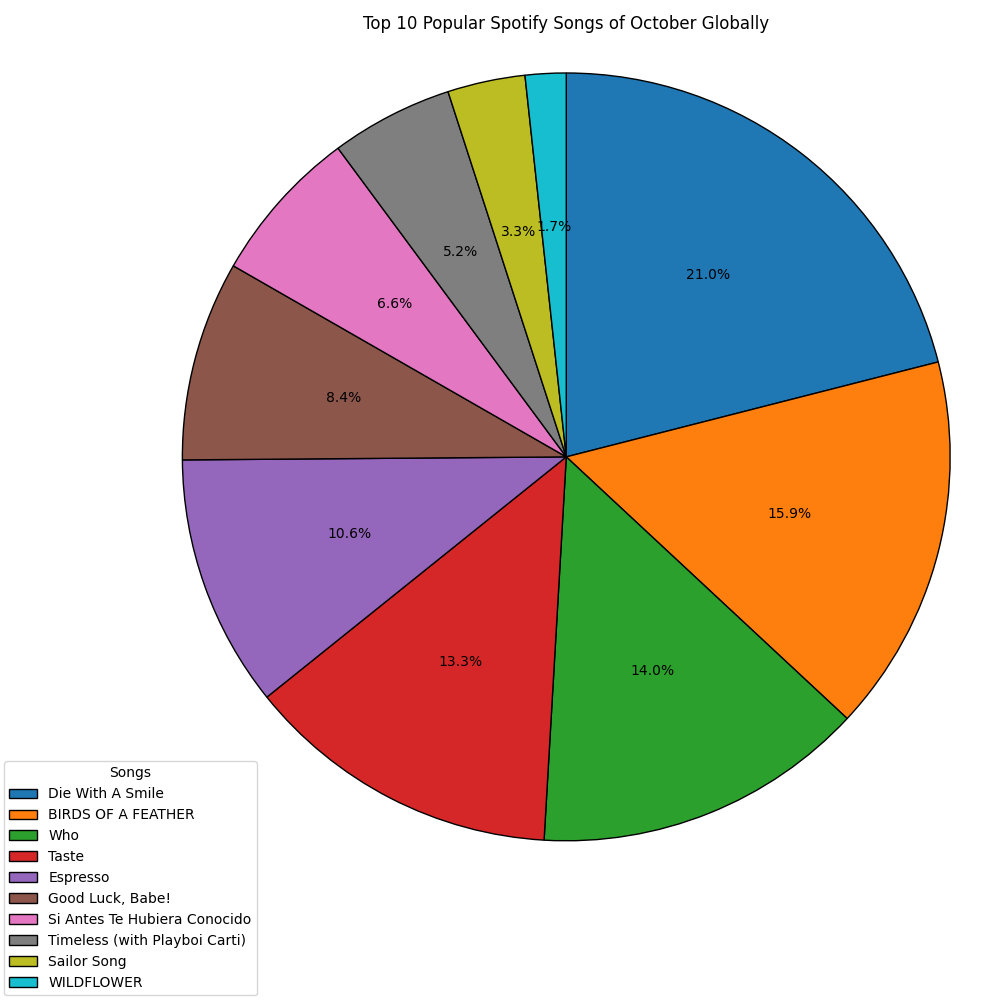 Top 10 Popular Spotify Songs of October Globally
1.7%
3.3%
5.2%
21.0%
6.6%
8.4%
15.9%
10.6%
13.3%
14.0%
Songs
Die With A Smile
BIRDS OF A FEATHER
Who
Taste
Espresso
Good Luck, Babe!
Si Antes Te Hubiera Conocido
Timeless (with Playboi Carti)
Sailor Song
WILDFLOWER